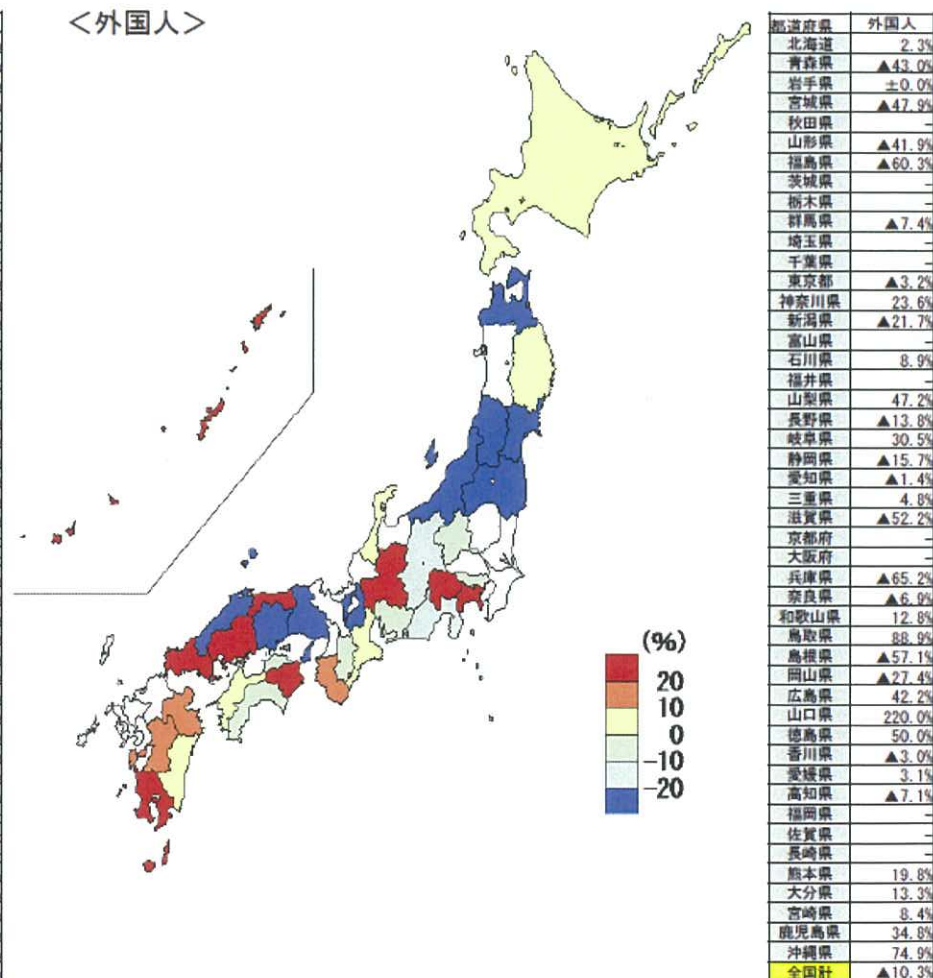 <外国人>
都道府県 外国人
北海道 2.3%
青森県 ▲43.0%
岩手県 ±0.0%
宮城県 ▲47.9%
秋田県 -
山形県 ▲41.9%
福島県 ▲60.3%
茨城県 -
栃木県 -
群馬県 ▲7.4%
埼玉県 -
千葉県 -
東京都 ▲3.2%
神奈川県 23.6%
新潟県 ▲21.7%
富山県 -
石川県 8.9%
福井県 -
山梨県 47.2%
長野県 ▲13.8%
岐阜県 30.5%
静岡県 ▲15.7%
愛知県 ▲1.4%
三重県 4.8%
滋賀県 ▲52.2%
京都府 -
大阪府 -
兵庫県 ▲65.2%
奈良県 ▲6.9%
和歌山県 12.8%
鳥取県 88.9%
島根県 ▲57.1%
岡山県 ▲27.4%
広島県 42.2%
山口県 220.0%
徳島県 50.0%
香川県 ▲3.0%
愛媛県 3.1%
高知県 ▲7.1%
福岡県 -
佐賀県 -
長崎県 -
熊本県 19.8%
大分県 13.3%
宮崎県 8.4%
鹿児島県 34.8%
沖縄県 74.9%
全国計 ▲10.3%
(%)
20
10
0
-10
-20